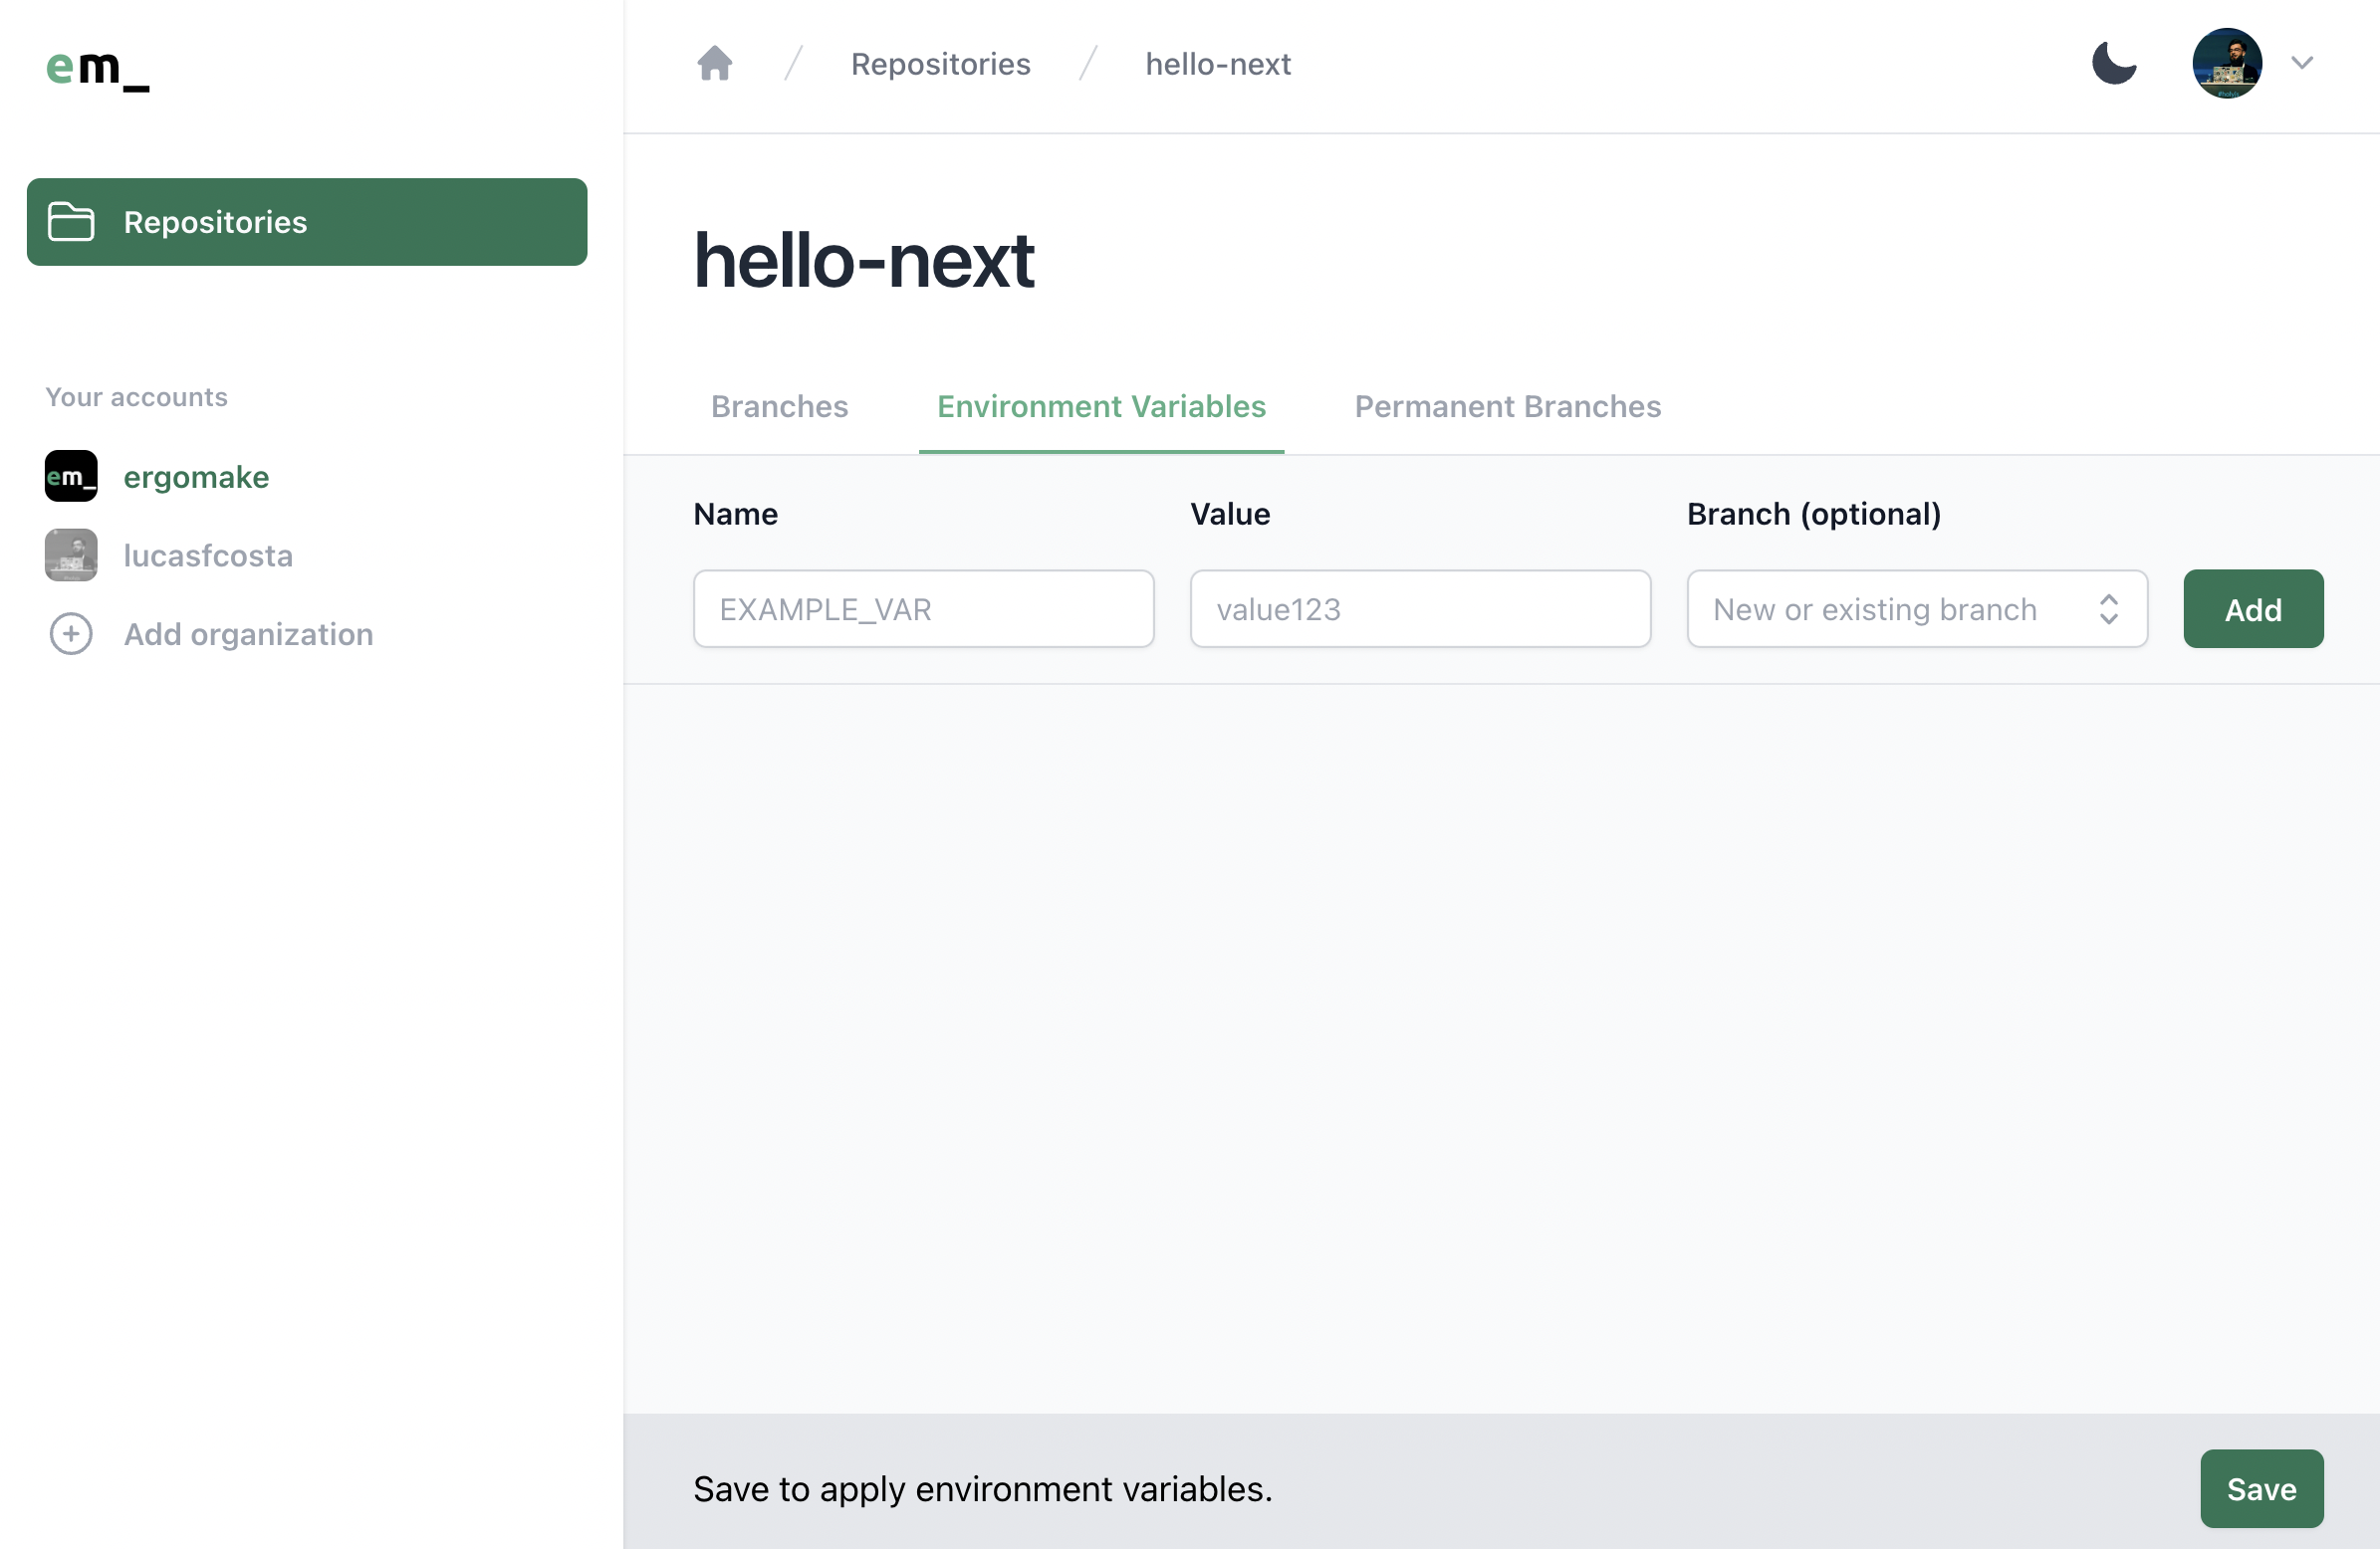 em_
Repositories
Your accounts
em_
ergomake
lucasfcosta
Add organization
/ Repositories / hello-next
hello-next
Branches Environment Variables Permanent Branches
Name Value Branch (optional)
EXAMPLE_VAR value123 New or existing branch Add
Save to apply environment variables. Save